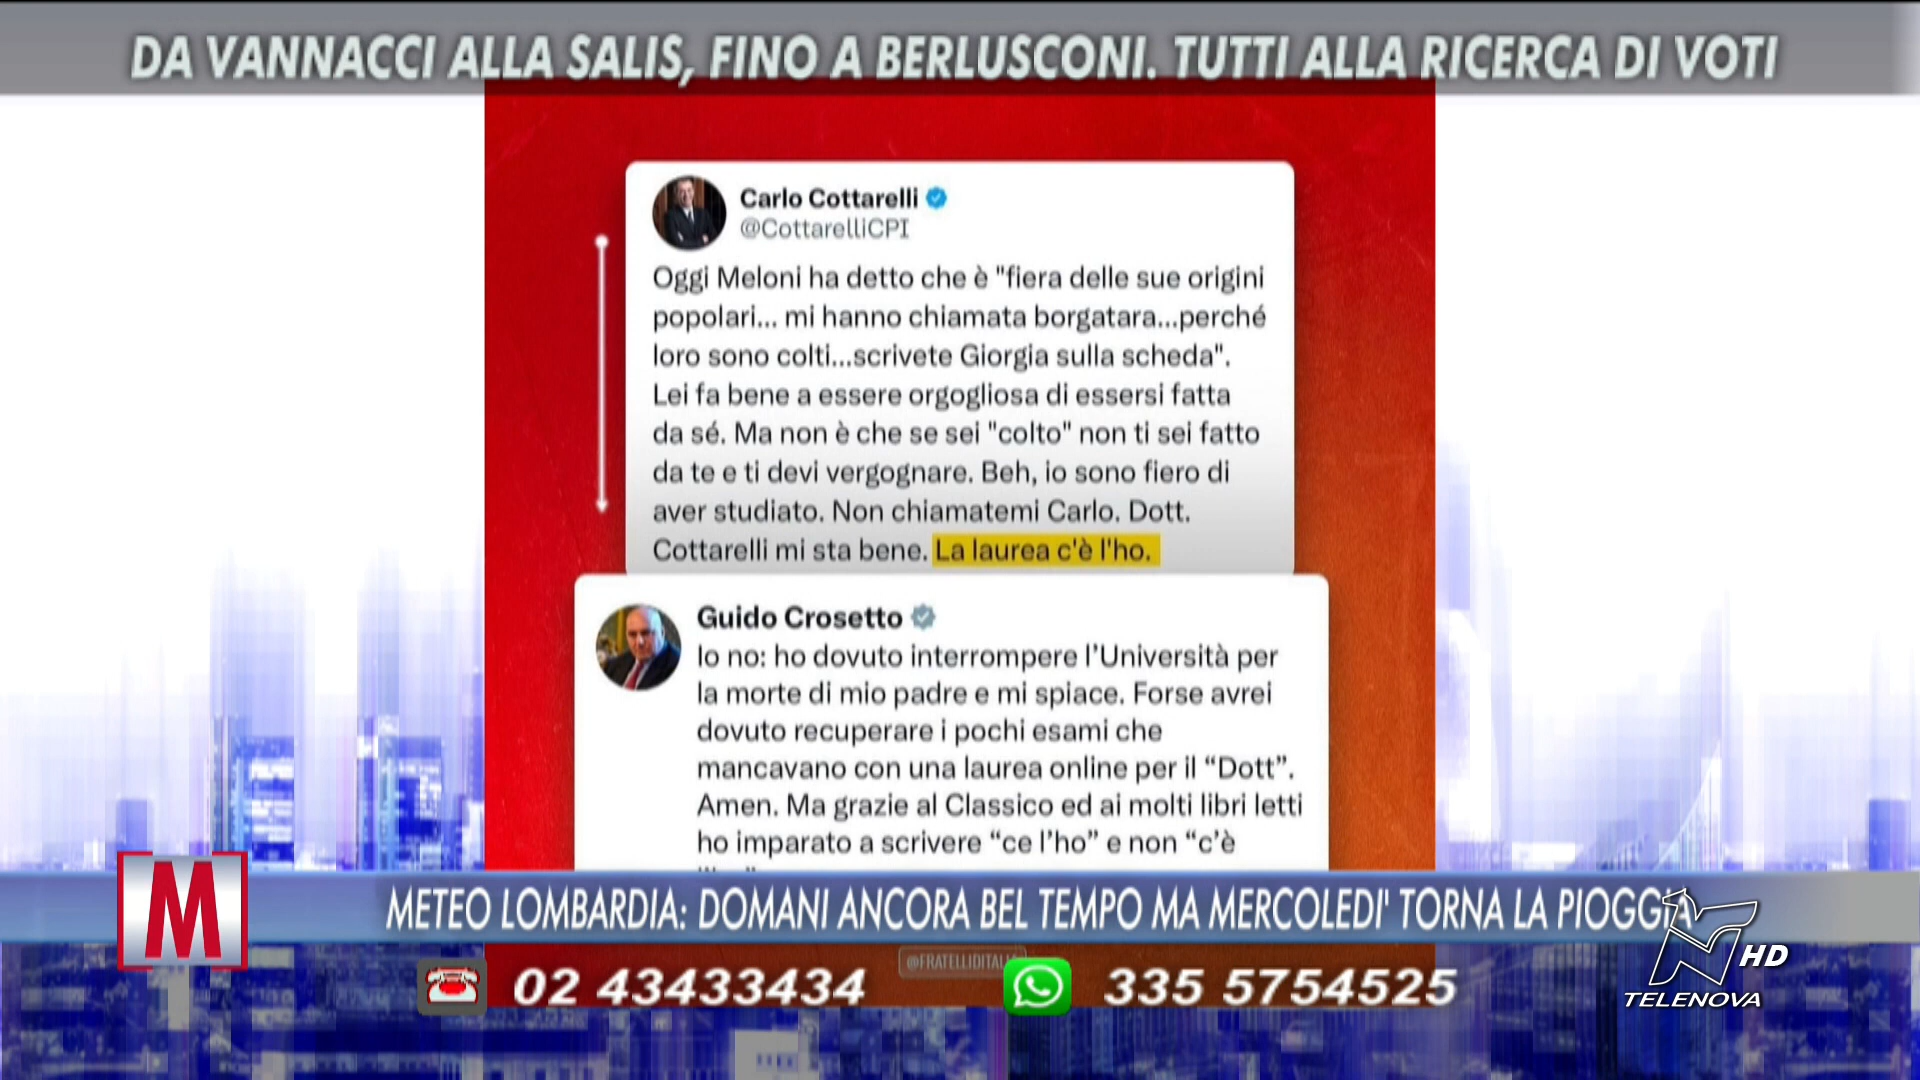 DA VANNACCI ALLA SALIS, FINO A BERLUSCONI. TUTTI ALLA RICERCA DI VOTI
Carlo Cottarelli
@CottarelliCPI
Oggi Meloni ha detto che è "fiera delle sue origini
popolari... mi hanno chiamata borgatara...perché
loro sono colti...scrivete Giorgia sulla scheda".
Lei fa bene a essere orgogliosa di essersi fatta
da sé. Ma non è che se sei "colto" non ti sei fatto
da te e ti devi vergognare. Beh, io sono fiero di
aver studiato. Non chiamatemi Carlo. Dott.
Cottarelli mi sta bene. La laurea c'è l'ho.
Guido Crosetto
Io no: ho dovuto interrompere l’Università per
la morte di mio padre e mi spiace. Forse avrei
dovuto recuperare i pochi esami che
mancavano con una laurea online per il “Dott”.
Amen. Ma grazie al Classico ed ai molti libri letti
ho imparato a scrivere “ce l’ho” e non “c’è
M
METEO LOMBARDIA: DOMANI ANCORA BEL TEMPO MA MERCOLEDI' TORNA LA PIOGGIA
HD
TELENOVA
02 43433434
335 5754525